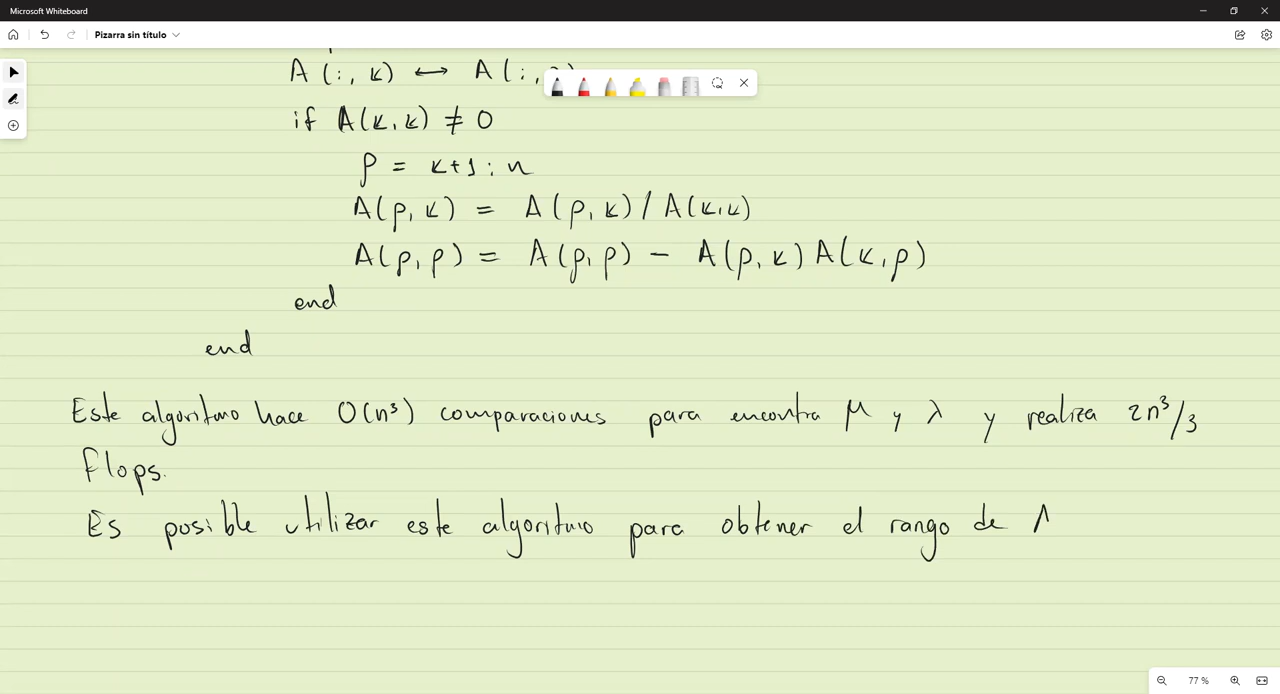 Microsoft Whiteboard
Pizarra sin título
A(:, k) ↔ A(:,
if A(k,k) ≠ 0
ρ = k+1 : n
A(ρ, k) = A(ρ, k) / A(k,k)
A(ρ, ρ) = A(ρ, ρ) − A(ρ, k) A(k, ρ)
end
end
Este algoritmo hace O(n³) comparaciones para encontra μ y λ y realiza 2n³/3
Flops.
Es posible utilizar este algoritmo para obtener el rango de A
77 %